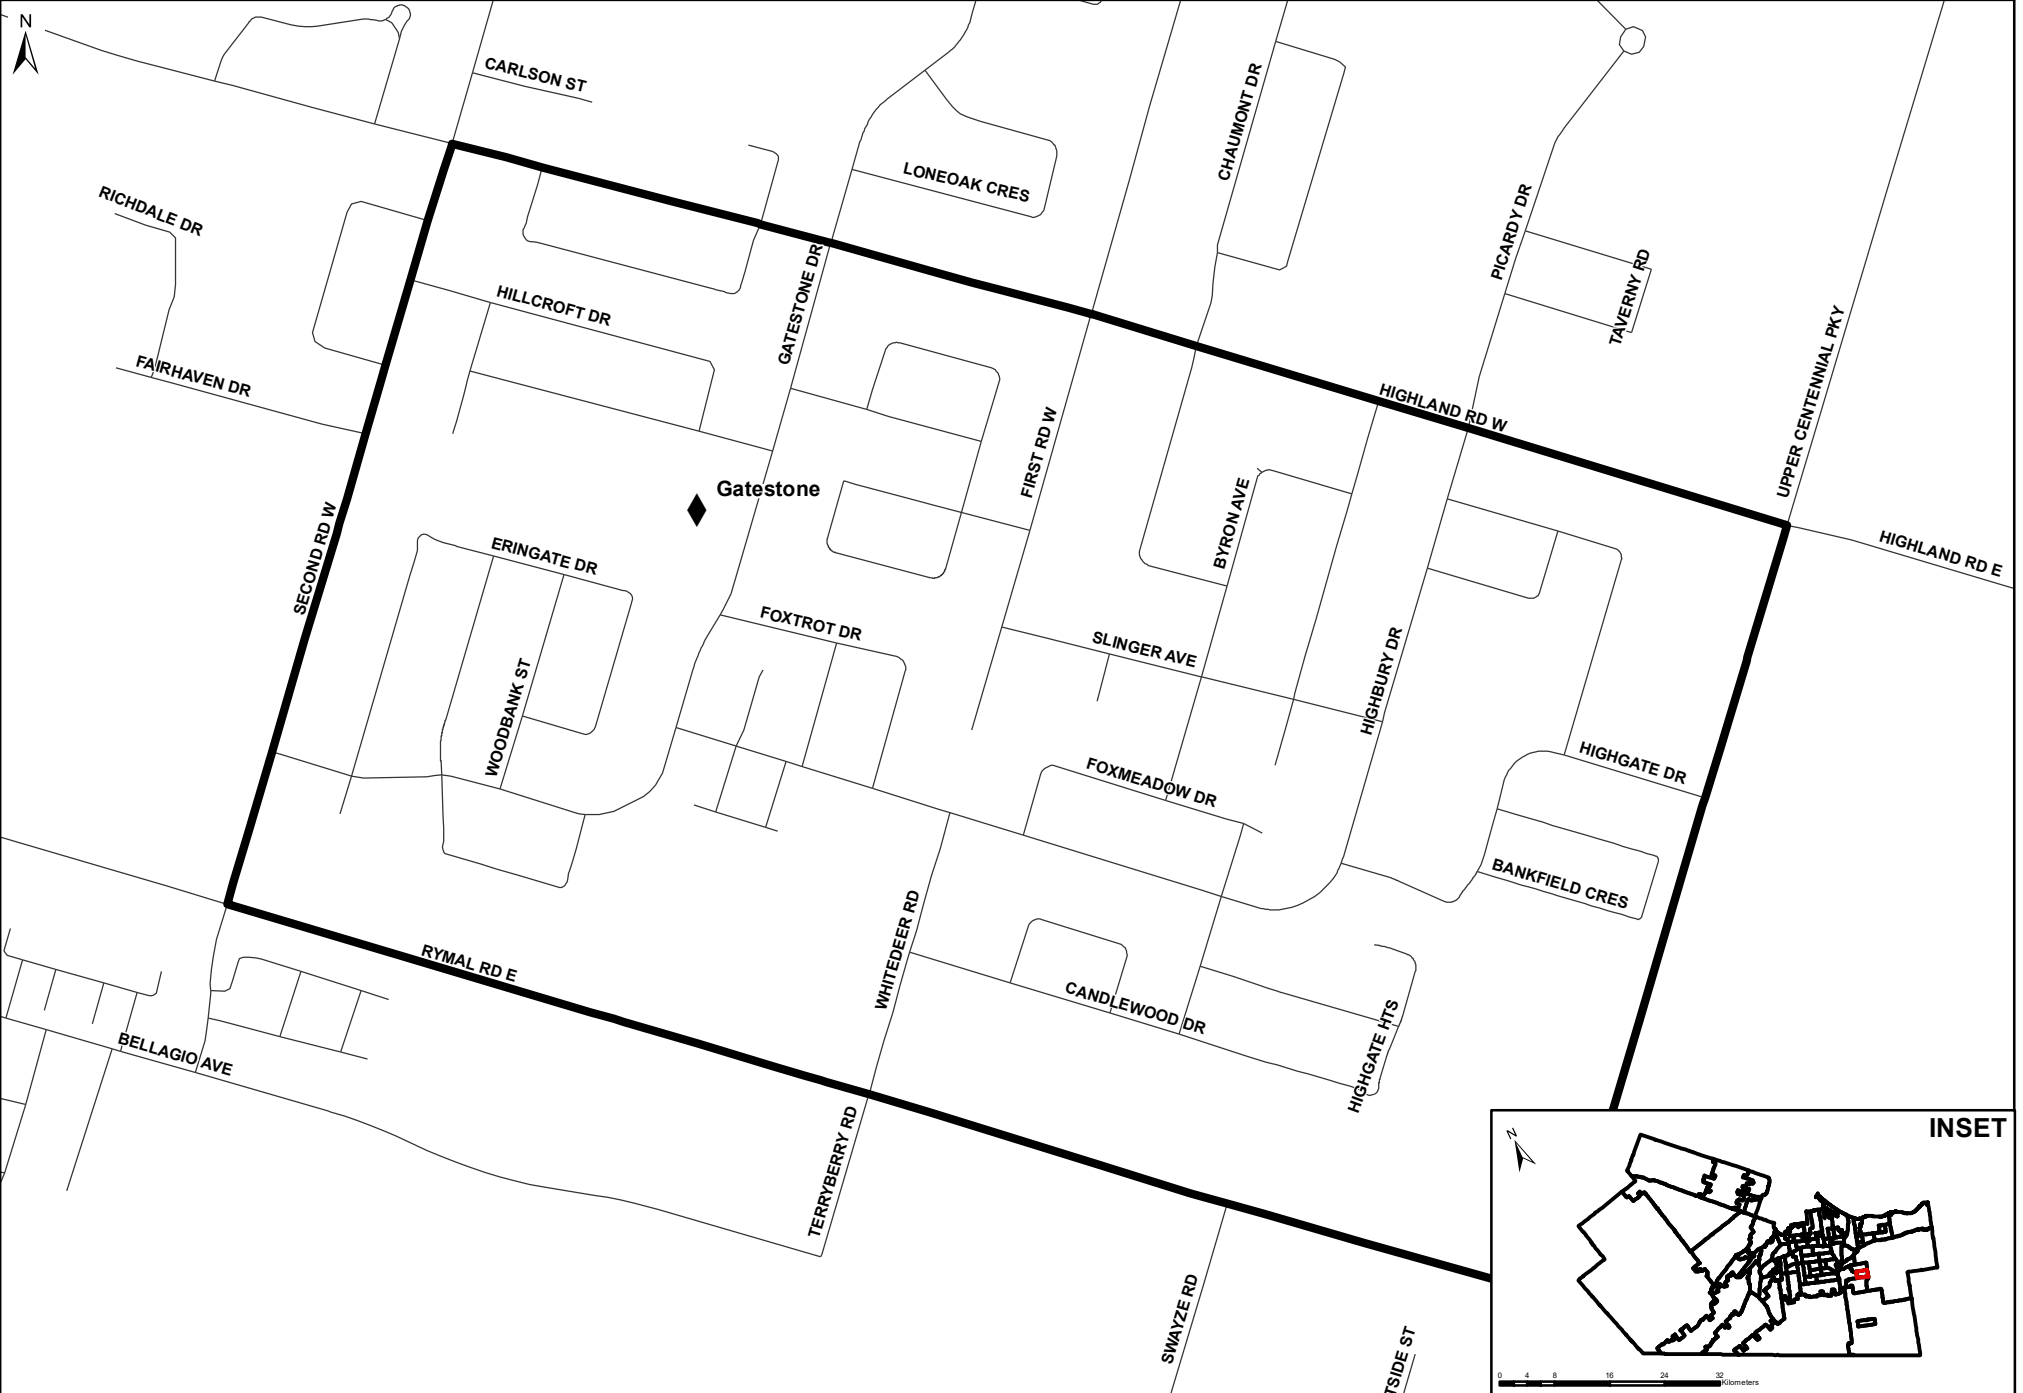 N
CARLSON ST
CHAUMONT DR
LONEOAK CRES
RICHDALE DR
PICARDY DR
TAVERNY RD
GATESTONE DR
HILLCROFT DR
UPPER CENTENNIAL PKY
FAIRHAVEN DR
HIGHLAND RD W
FIRST RD W
Gatestone
BYRON AVE
SECOND RD W
HIGHLAND RD E
ERINGATE DR
FOXTROT DR
SLINGER AVE
HIGHBURY DR
WOODBANK ST
HIGHGATE DR
FOXMEADOW DR
BANKFIELD CRES
WHITEDEER RD
RYMAL RD E
CANDLEWOOD DR
HIGHGATE HTS
BELLAGIO AVE
TERRYBERRY RD
SWAYZE RD
TSIDE ST
INSET
N
0 4 8 16 24 32
Kilometers